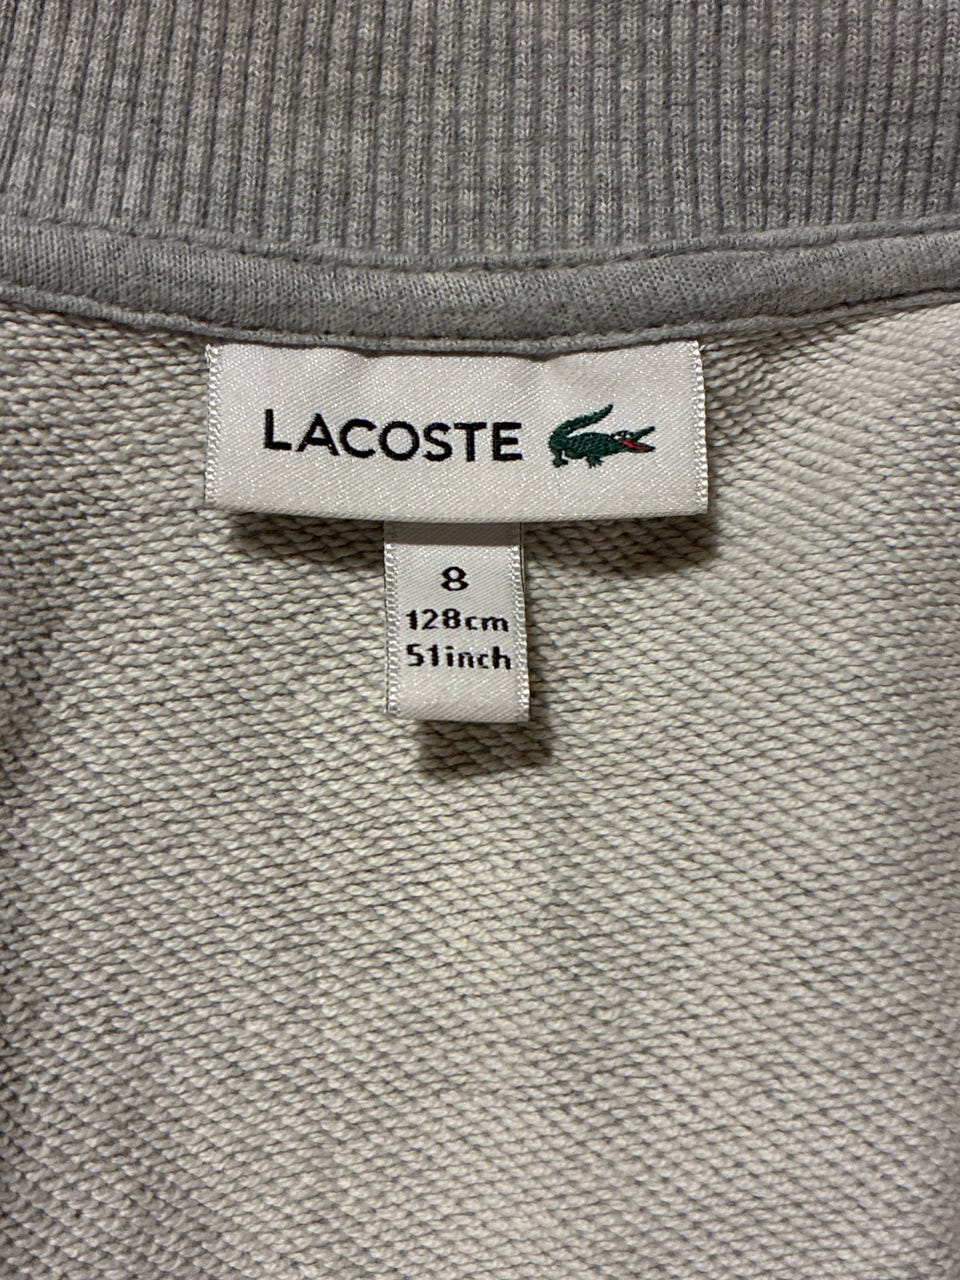 LACOSTE
8
128cm
51inch